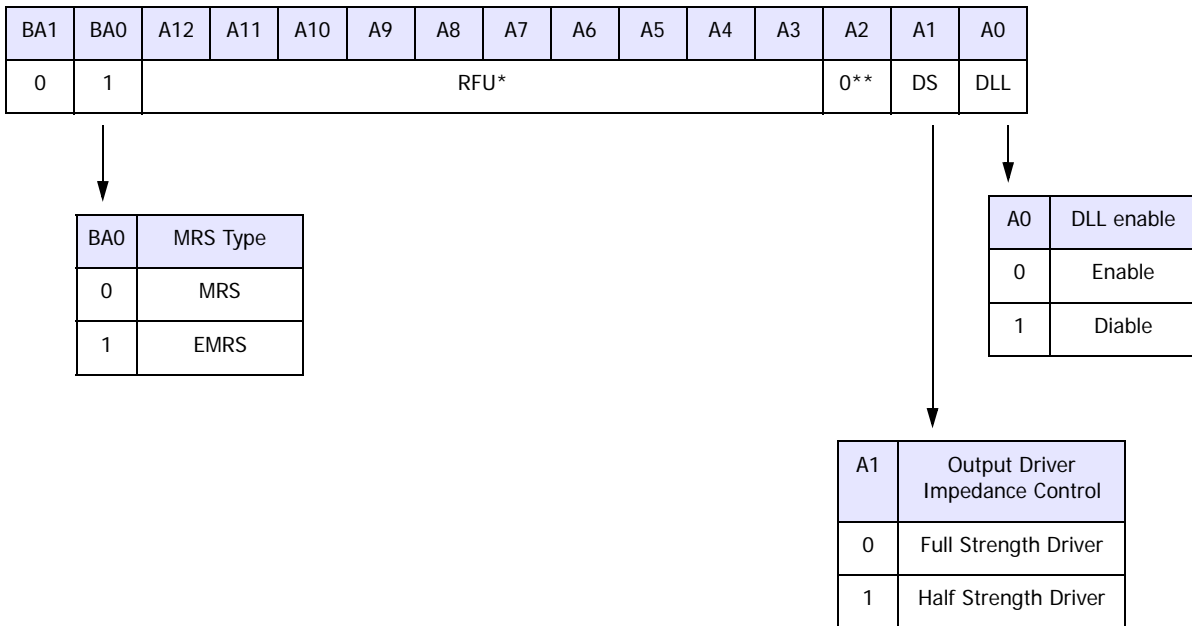 BA1 BA0 A12 A11 A10 A9 A8 A7 A6 A5 A4 A3 A2 A1 A0
0 1 RFU* 0** DS DLL
BA0 MRS Type
0 MRS
1 EMRS
A0 DLL enable
0 Enable
1 Diable
A1 Output Driver
Impedance Control
0 Full Strength Driver
1 Half Strength Driver